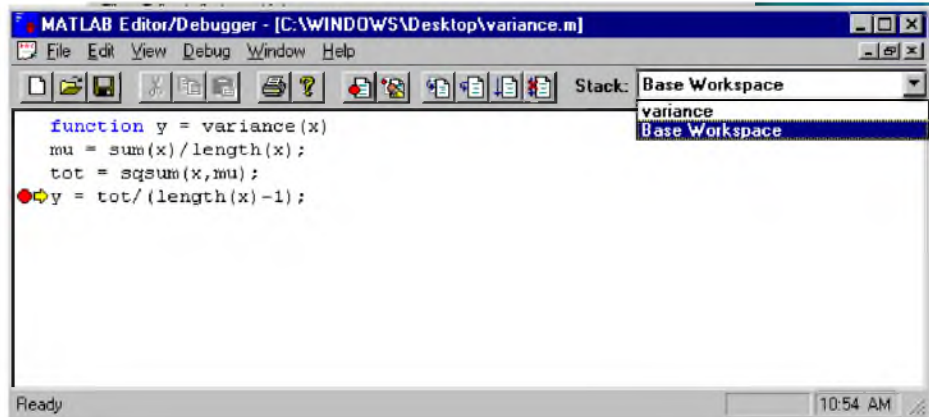 MATLAB Editor/Debugger - [C:\WINDOWS\Desktop\variance.m]
File Edit View Debug Window Help
Stack: Base Workspace
variance
Base Workspace
function y = variance(x)
mu = sum(x)/length(x);
tot = sqsum(x,mu);
y = tot/(length(x)-1);
Ready 10:54 AM